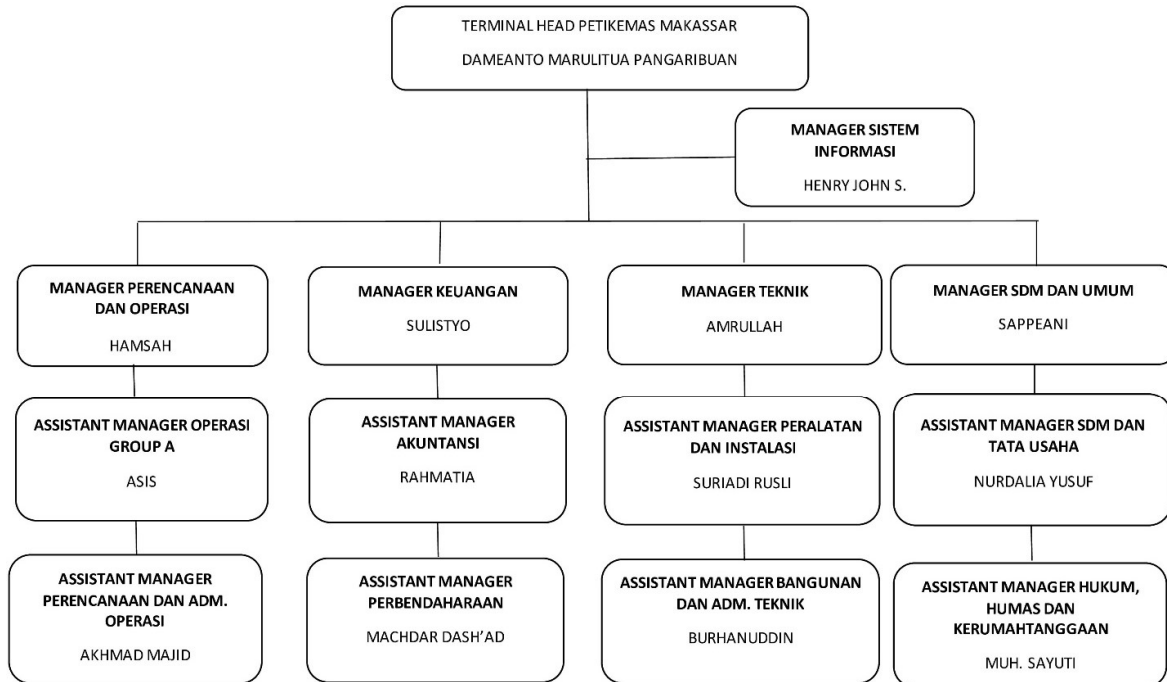 TERMINAL HEAD PETIKEMAS MAKASSAR
DAMEANTO MARULITUA PANGARIBUAN
MANAGER SISTEM
INFORMASI
HENRY JOHN S.
MANAGER PERENCANAAN
DAN OPERASI
HAMSAH
MANAGER KEUANGAN
SULISTYO
MANAGER TEKNIK
AMRULLAH
MANAGER SDM DAN UMUM
SAPPEANI
ASSISTANT MANAGER OPERASI
GROUP A
ASIS
ASSISTANT MANAGER
AKUNTANSI
RAHMATIA
ASSISTANT MANAGER PERALATAN
DAN INSTALASI
SURIADI RUSLI
ASSISTANT MANAGER SDM DAN
TATA USAHA
NURDALIA YUSUF
ASSISTANT MANAGER
PERENCANAAN DAN ADM.
OPERASI
AKHMAD MAJID
ASSISTANT MANAGER
PERBENDAHARAAN
MACHDAR DASH’AD
ASSISTANT MANAGER BANGUNAN
DAN ADM. TEKNIK
BURHANUDDIN
ASSISTANT MANAGER HUKUM,
HUMAS DAN
KERUMAHTANGGAAN
MUH. SAYUTI